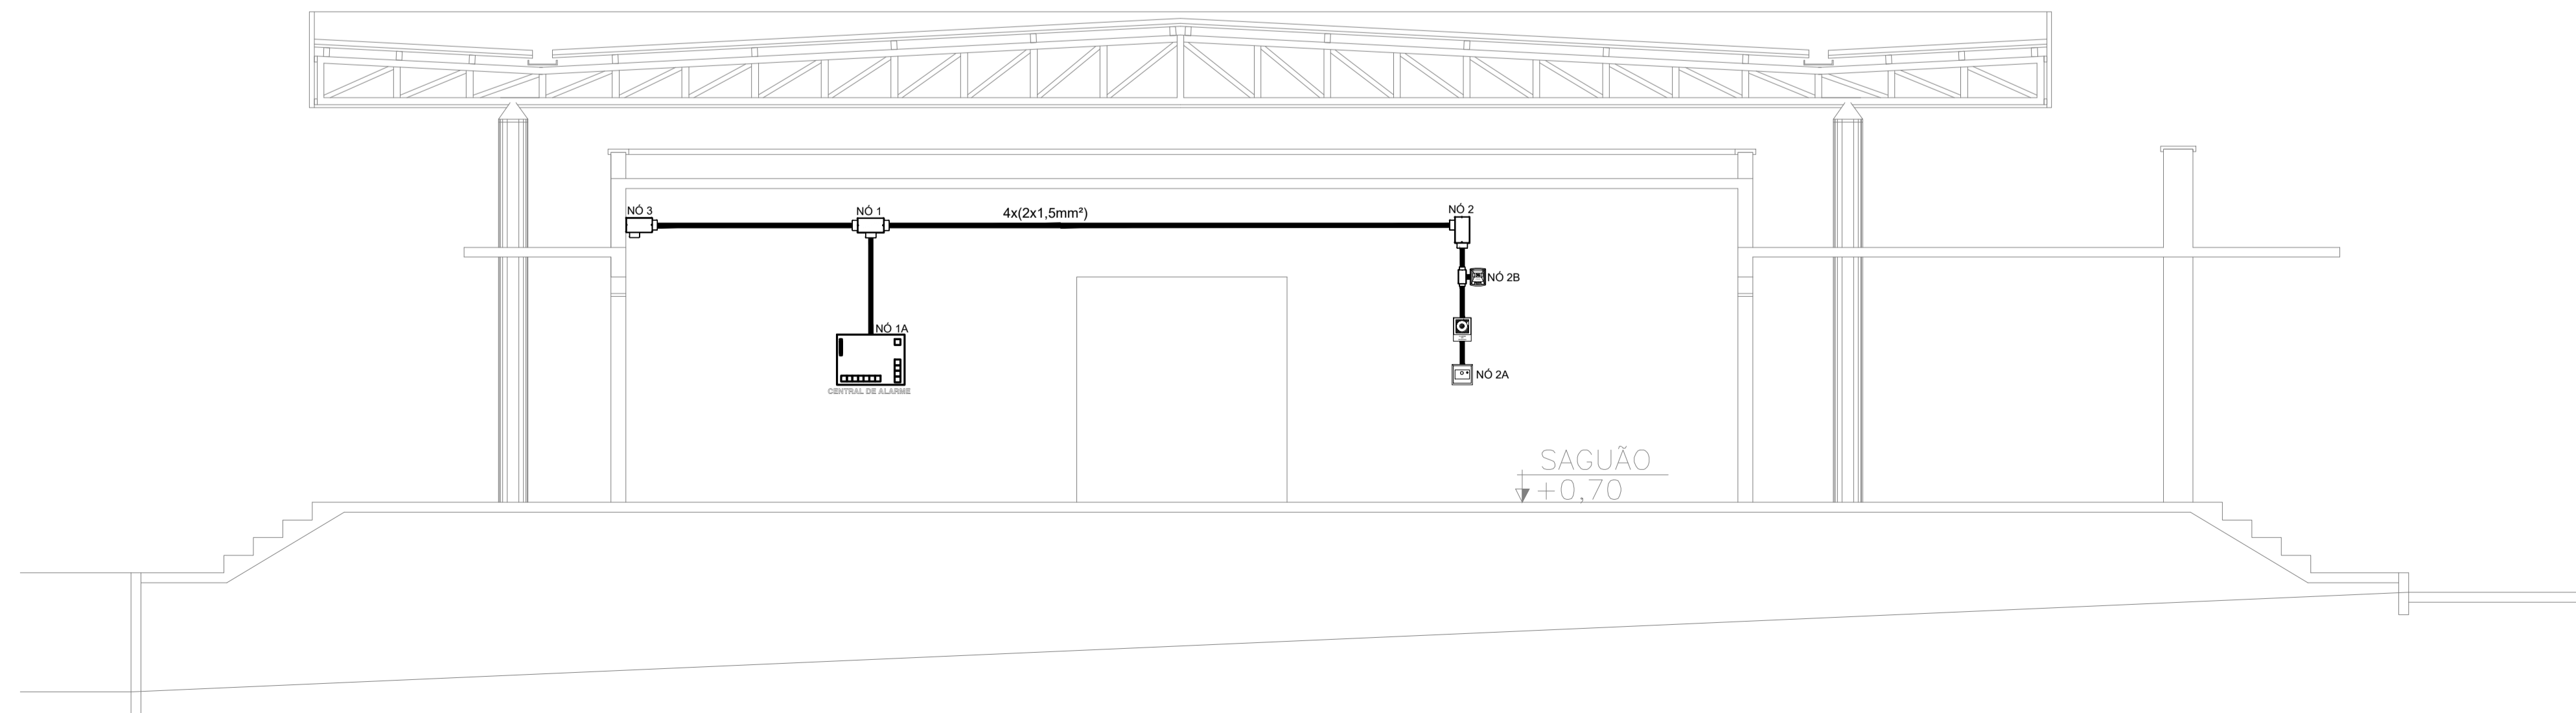 NÓ 3
NÓ 1
4x(2x1,5mm²)
NÓ 2
NÓ 2B
NÓ 1A
NÓ 2A
CENTRAL DE ALARME
SAGUÃO
+0,70